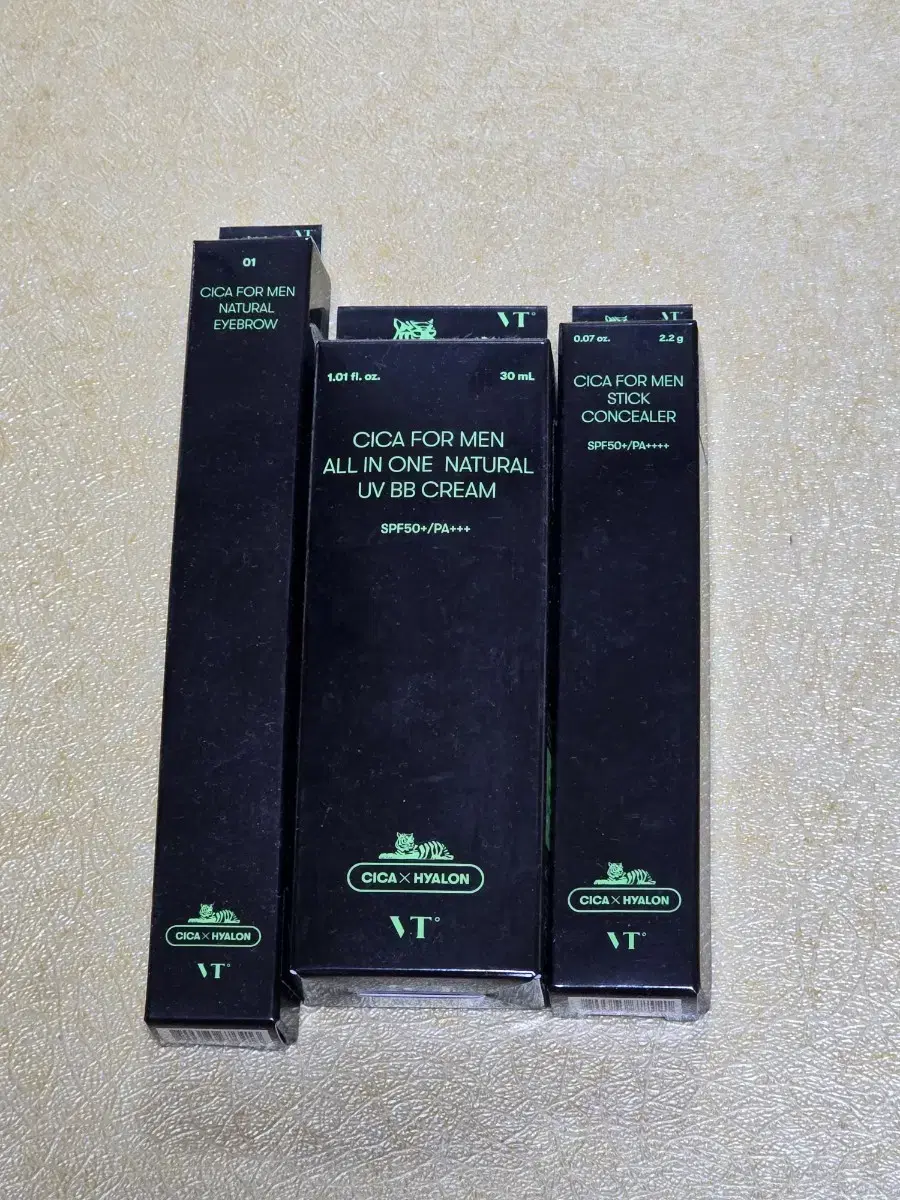 VT
01
CICA FOR MEN
NATURAL
EYEBROW
CICA×HYALON
VT
VT
1.01 fl. oz. 30 mL
CICA FOR MEN
ALL IN ONE NATURAL
UV BB CREAM
SPF50+/PA+++
CICA×HYALON
VT
VT
0.07 oz. 2.2 g
CICA FOR MEN
STICK
CONCEALER
SPF50+/PA++++
CICA×HYALON
VT